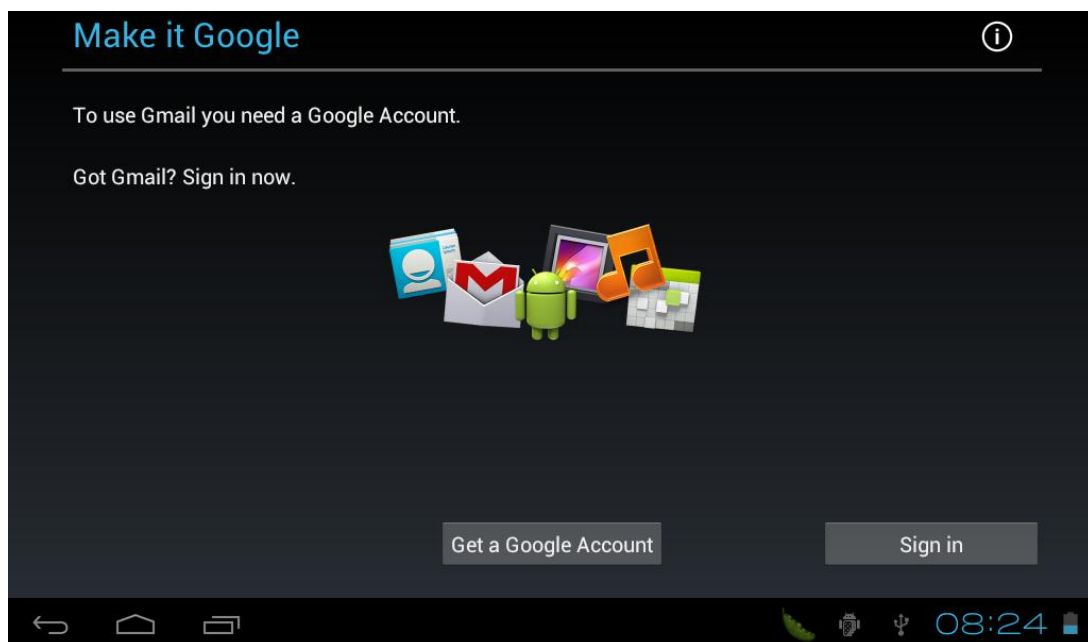 Make it Google
To use Gmail you need a Google Account.
Got Gmail? Sign in now.
Get a Google Account
Sign in
08:24